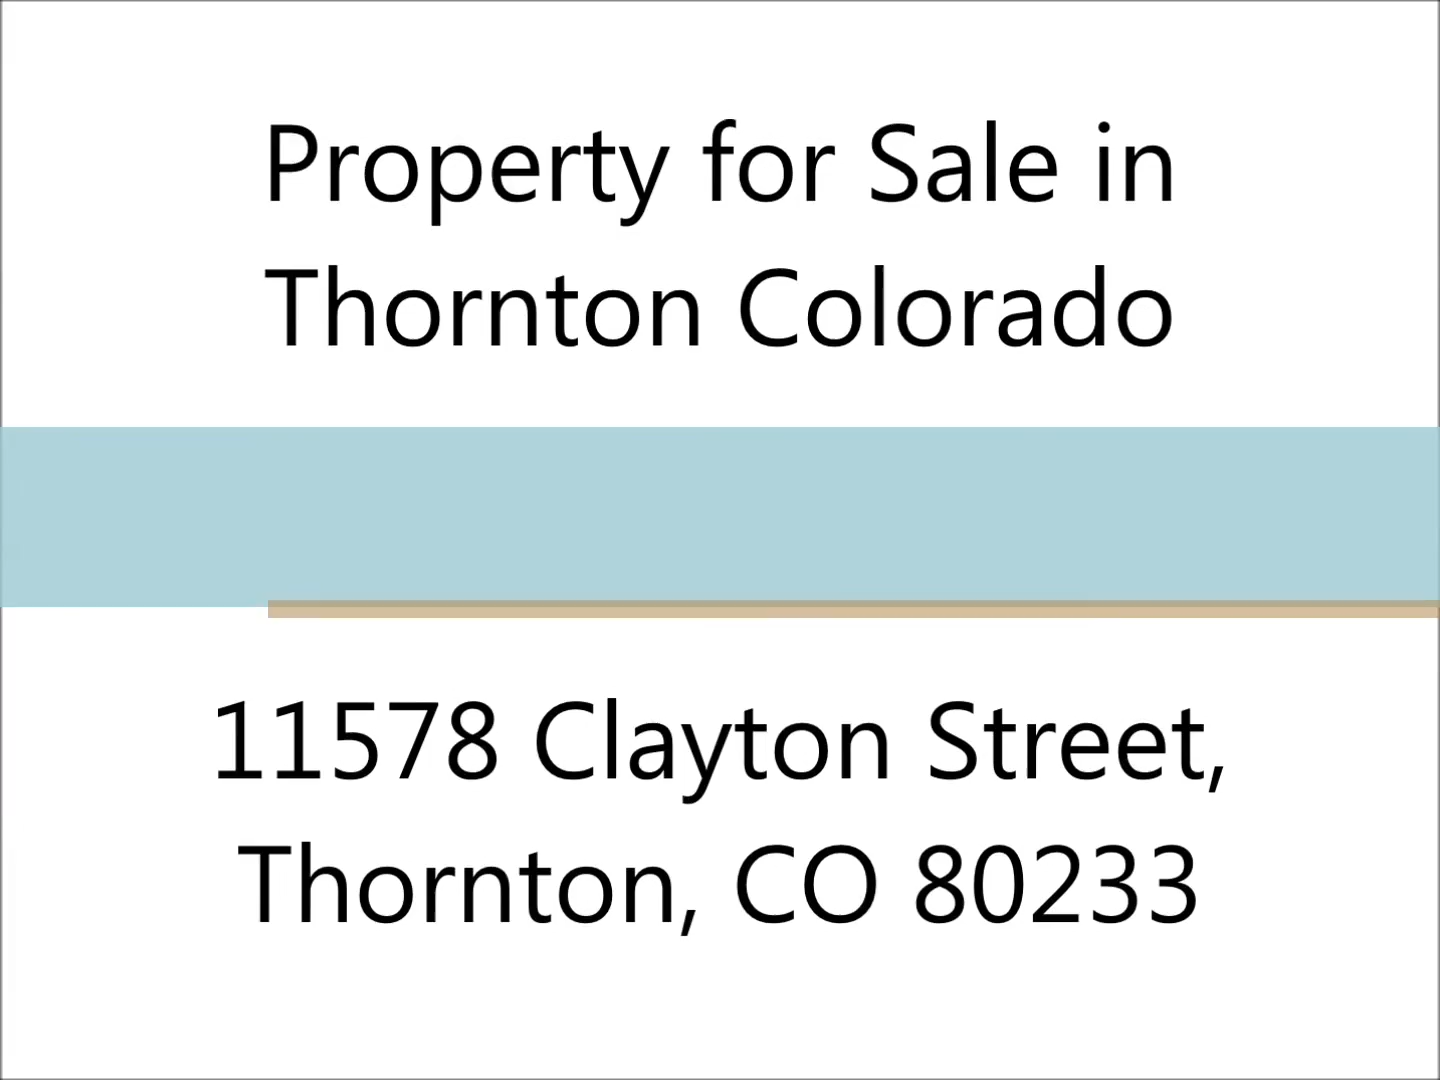 Property for Sale in
Thornton Colorado
11578 Clayton Street,
Thornton, CO 80233